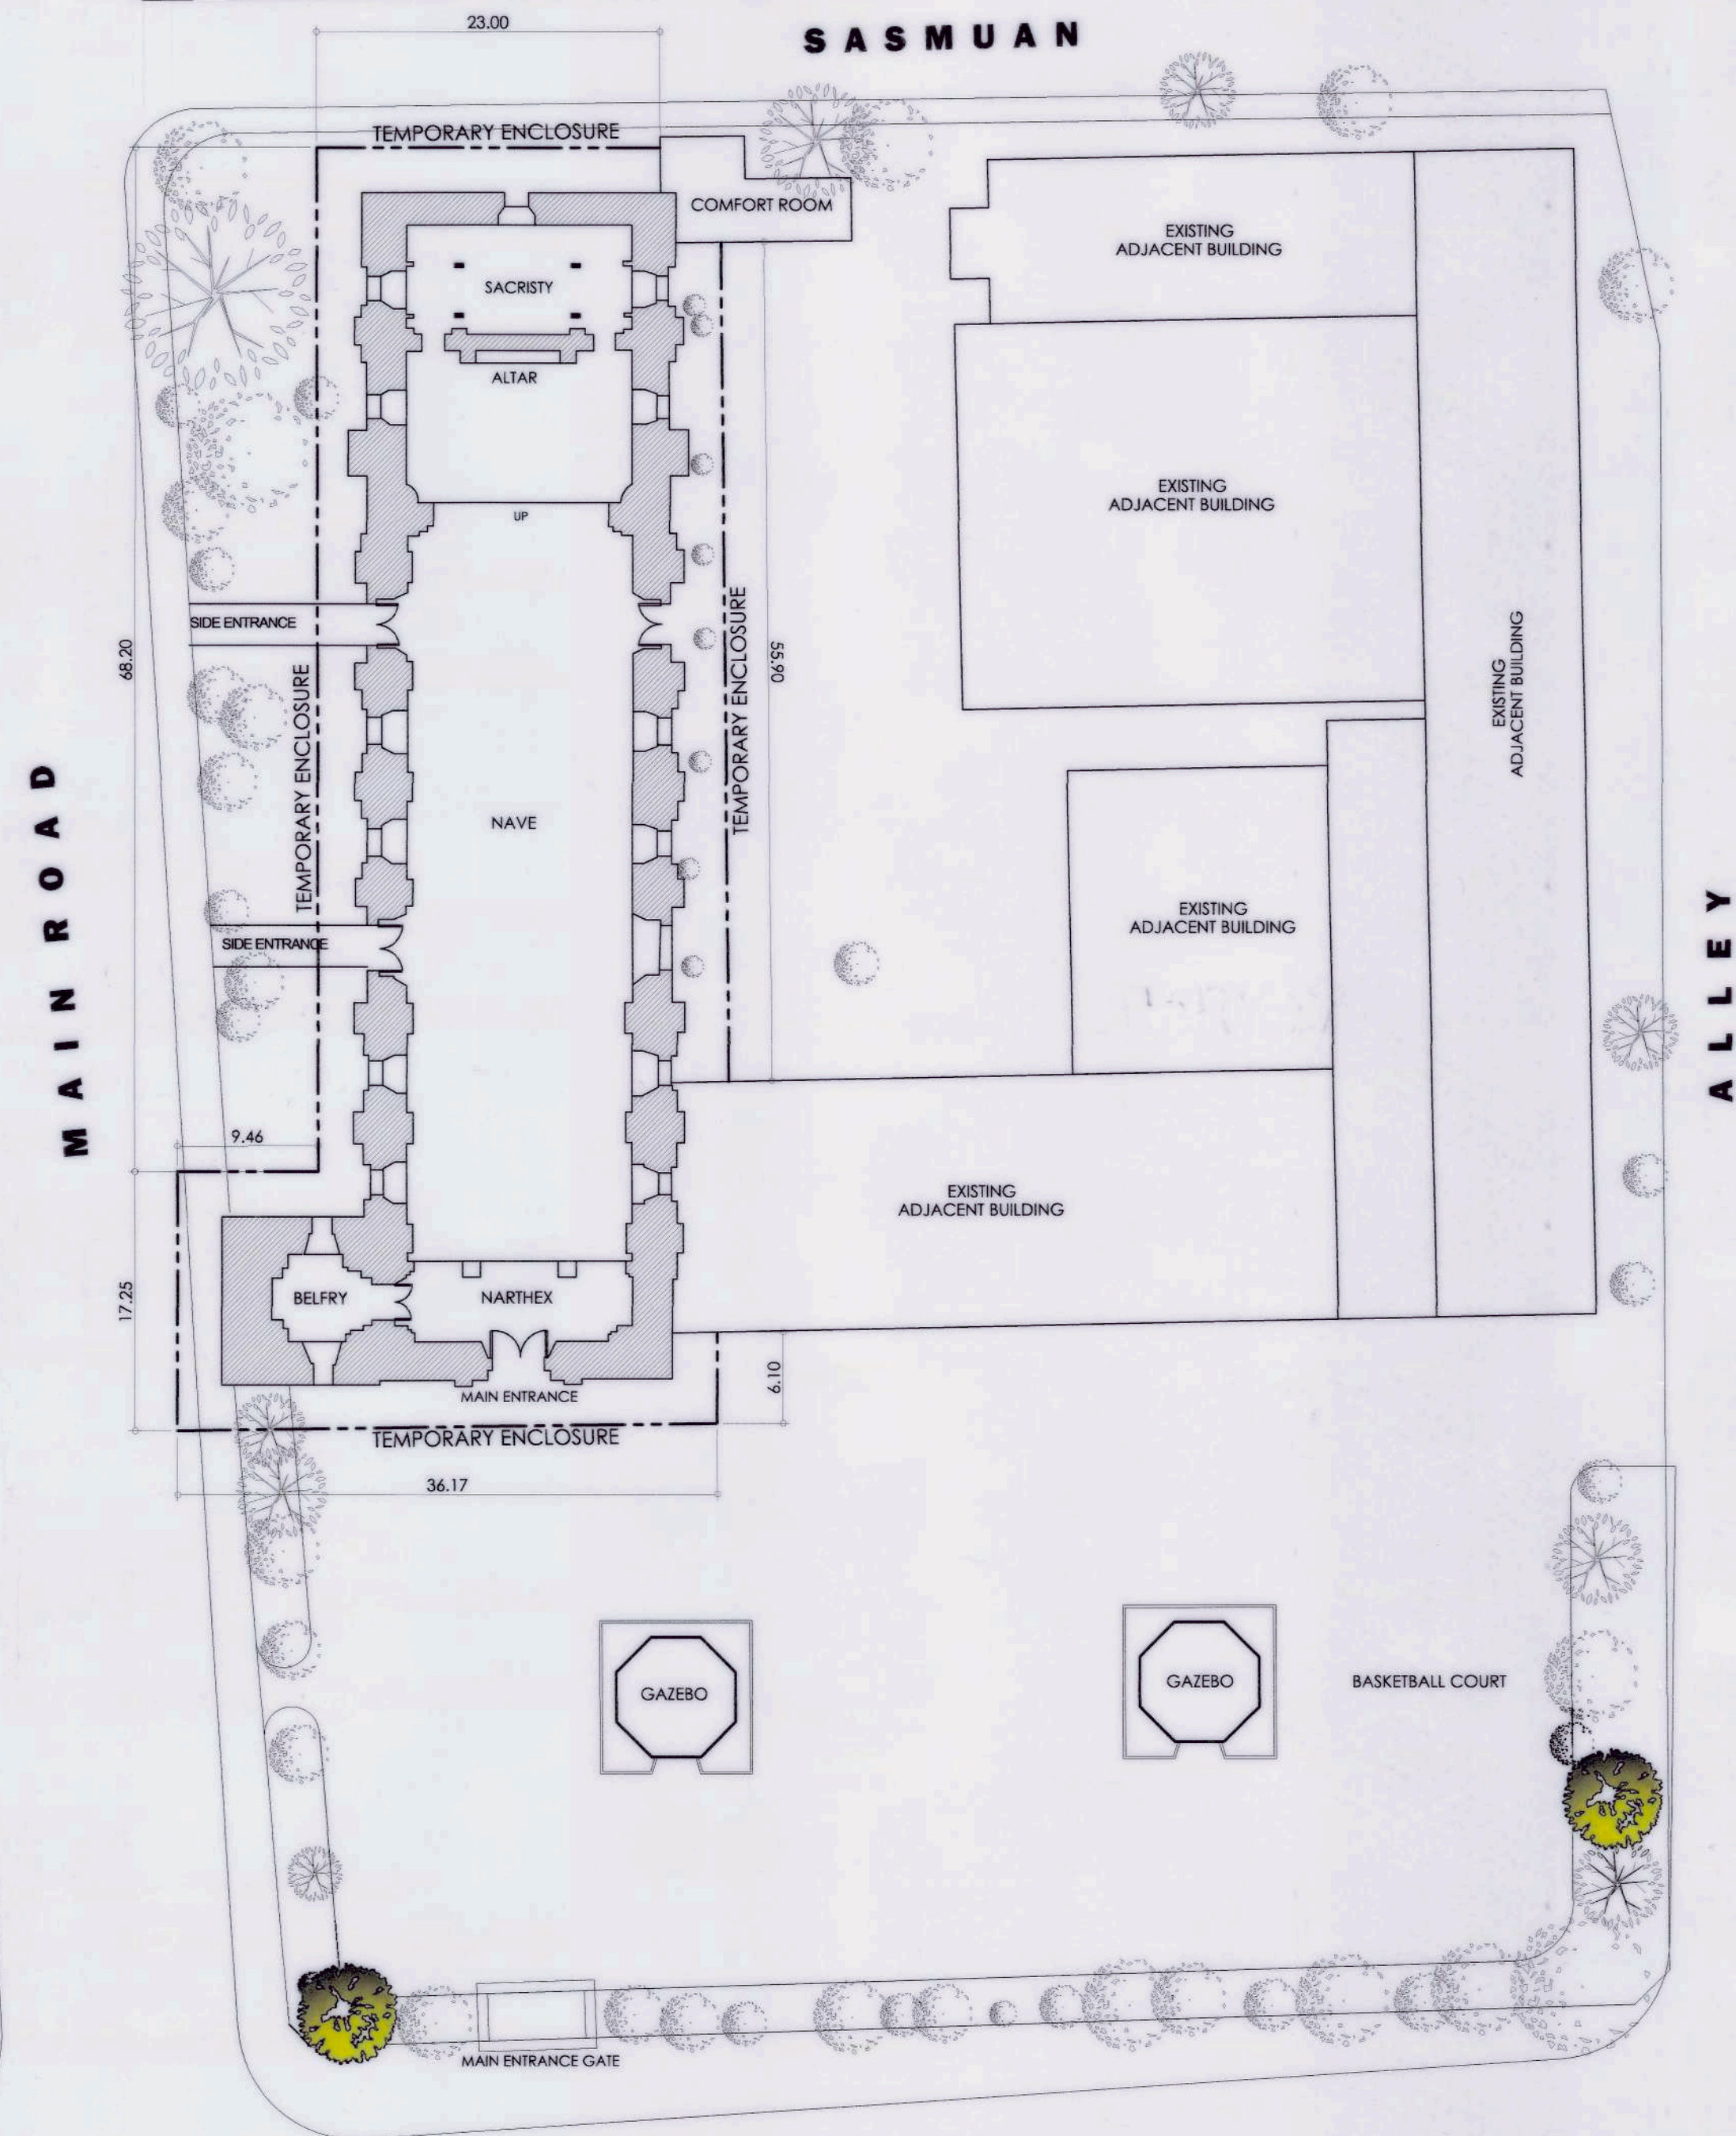 23.00
SASMUAN
TEMPORARY ENCLOSURE
COMFORT ROOM
EXISTING
ADJACENT BUILDING
SACRISTY
ALTAR
EXISTING
ADJACENT BUILDING
UP
SIDE ENTRANCE
68.20
TEMPORARY ENCLOSURE
TEMPORARY ENCLOSURE
55.90
EXISTING
ADJACENT BUILDING
NAVE
MAIN ROAD
EXISTING
ADJACENT BUILDING
ALLEY
SIDE ENTRANCE
9.46
EXISTING
ADJACENT BUILDING
17.25
BELFRY
NARTHEX
6.10
MAIN ENTRANCE
TEMPORARY ENCLOSURE
36.17
GAZEBO
GAZEBO
BASKETBALL COURT
MAIN ENTRANCE GATE